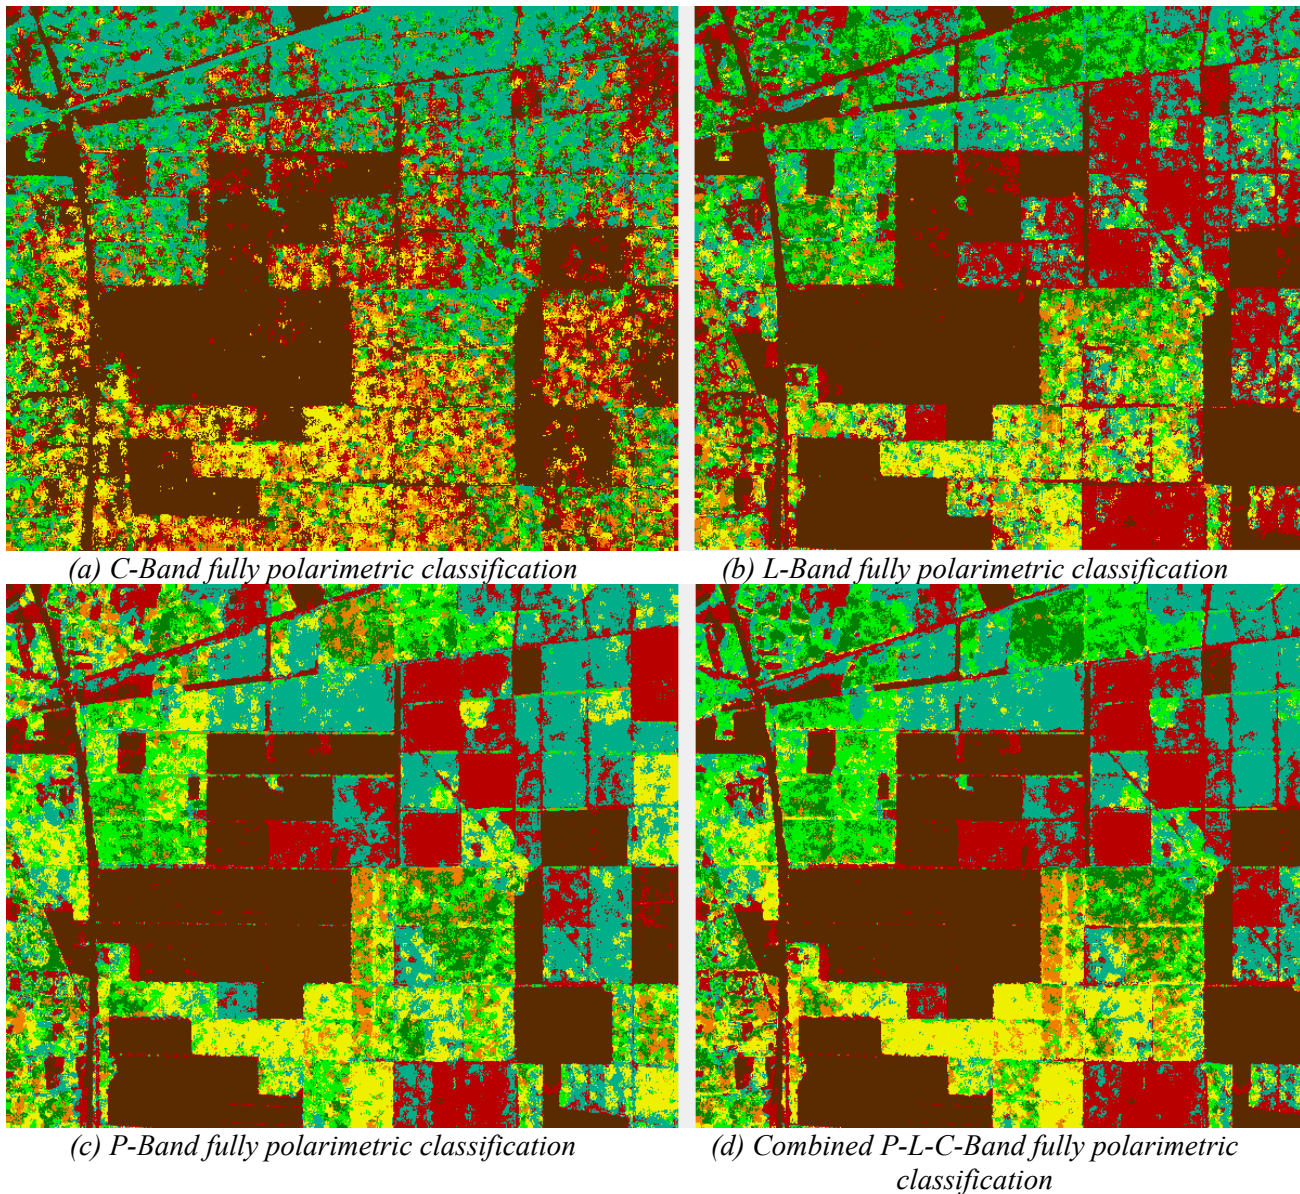 (a) C-Band fully polarimetric classification
(b) L-Band fully polarimetric classification
(c) P-Band fully polarimetric classification
(d) Combined P-L-C-Band fully polarimetric
classification